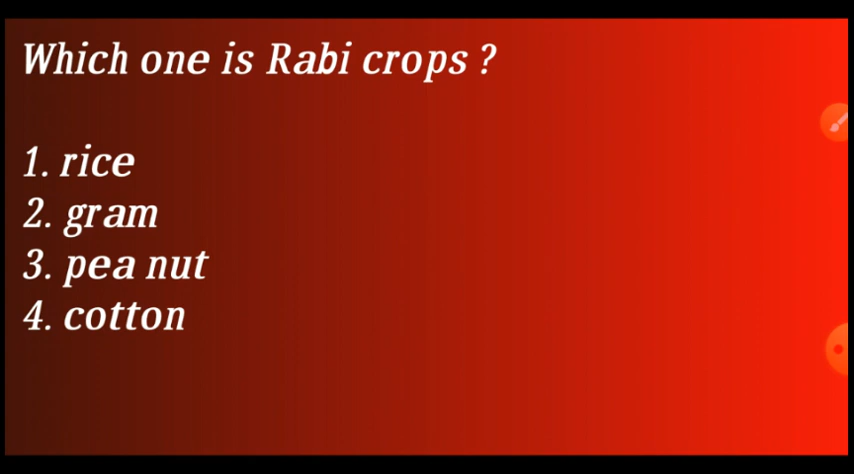 Which one is Rabi crops ?
1. rice
2. gram
3. pea nut
4. cotton